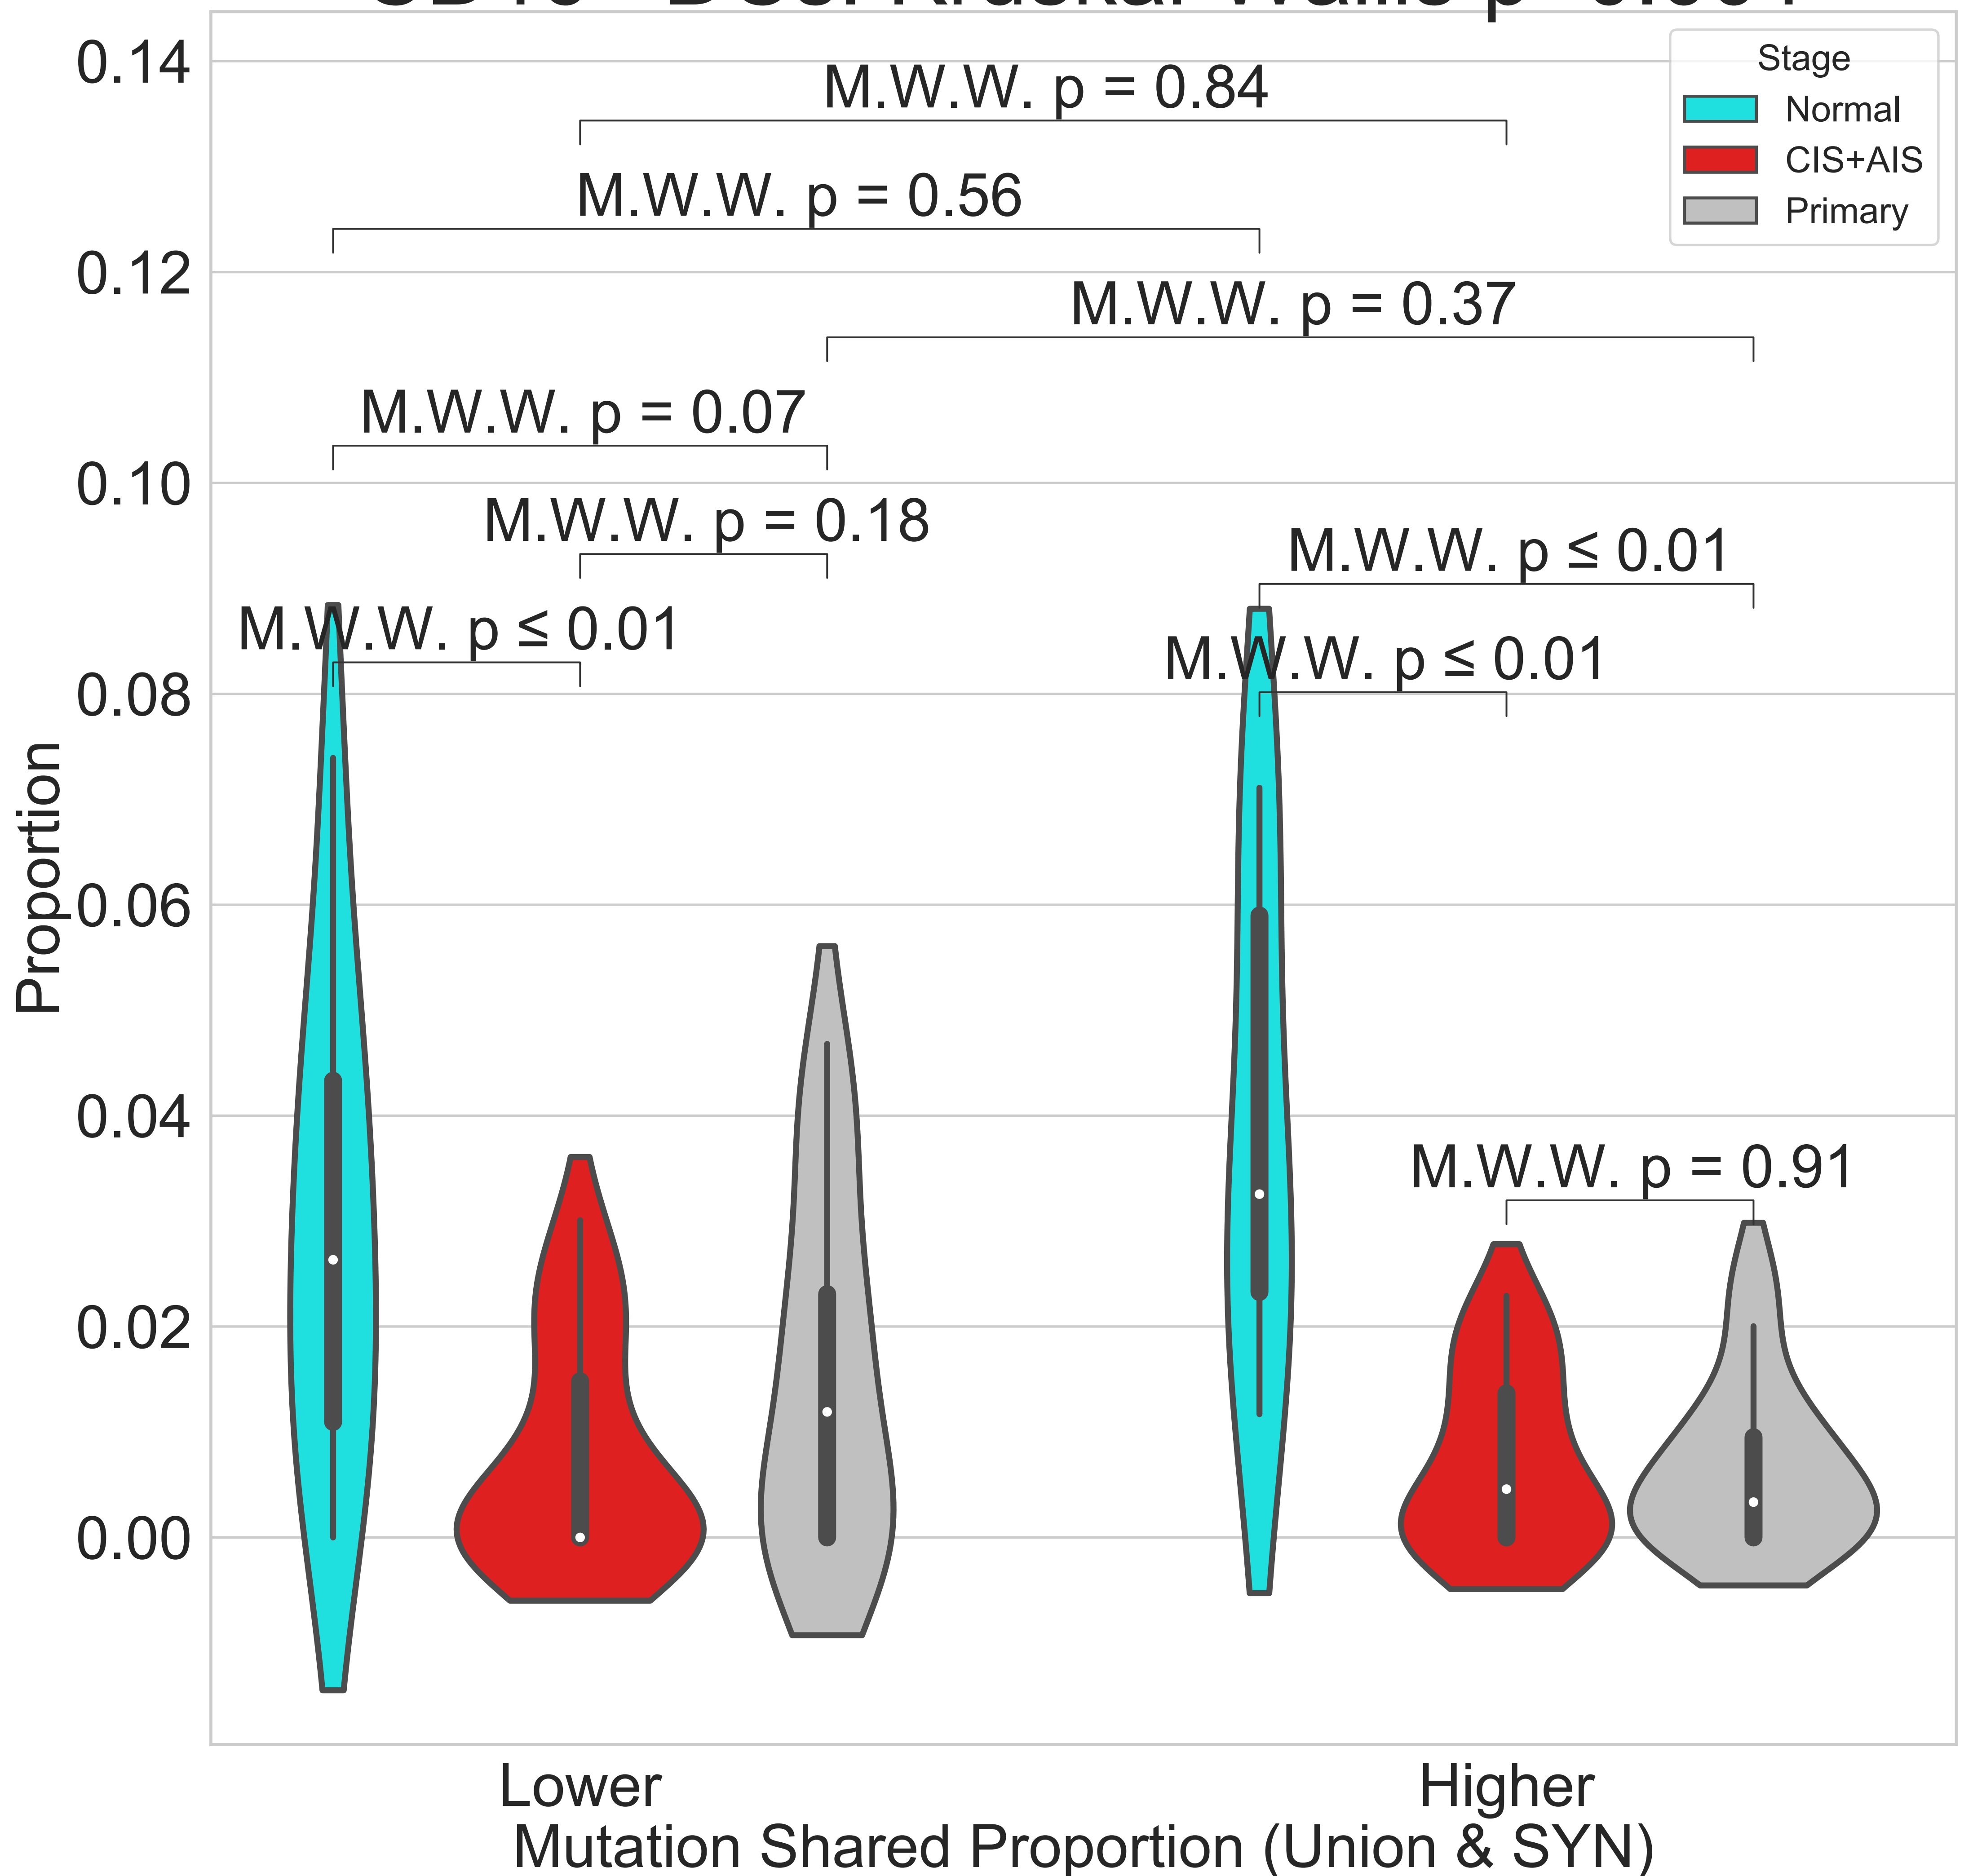 0.14
0.12
0.10
0.08
0.06
0.04
0.02
0.00
Proportion
Stage
Normal
CIS+AIS
Primary
M.W.W. p = 0.84
M.W.W. p = 0.56
M.W.W. p = 0.37
M.W.W. p = 0.07
M.W.W. p = 0.18
M.W.W. p ≤ 0.01
M.W.W. p ≤ 0.01
M.W.W. p ≤ 0.01
M.W.W. p = 0.91
Lower Higher
Mutation Shared Proportion (Union & SYN)